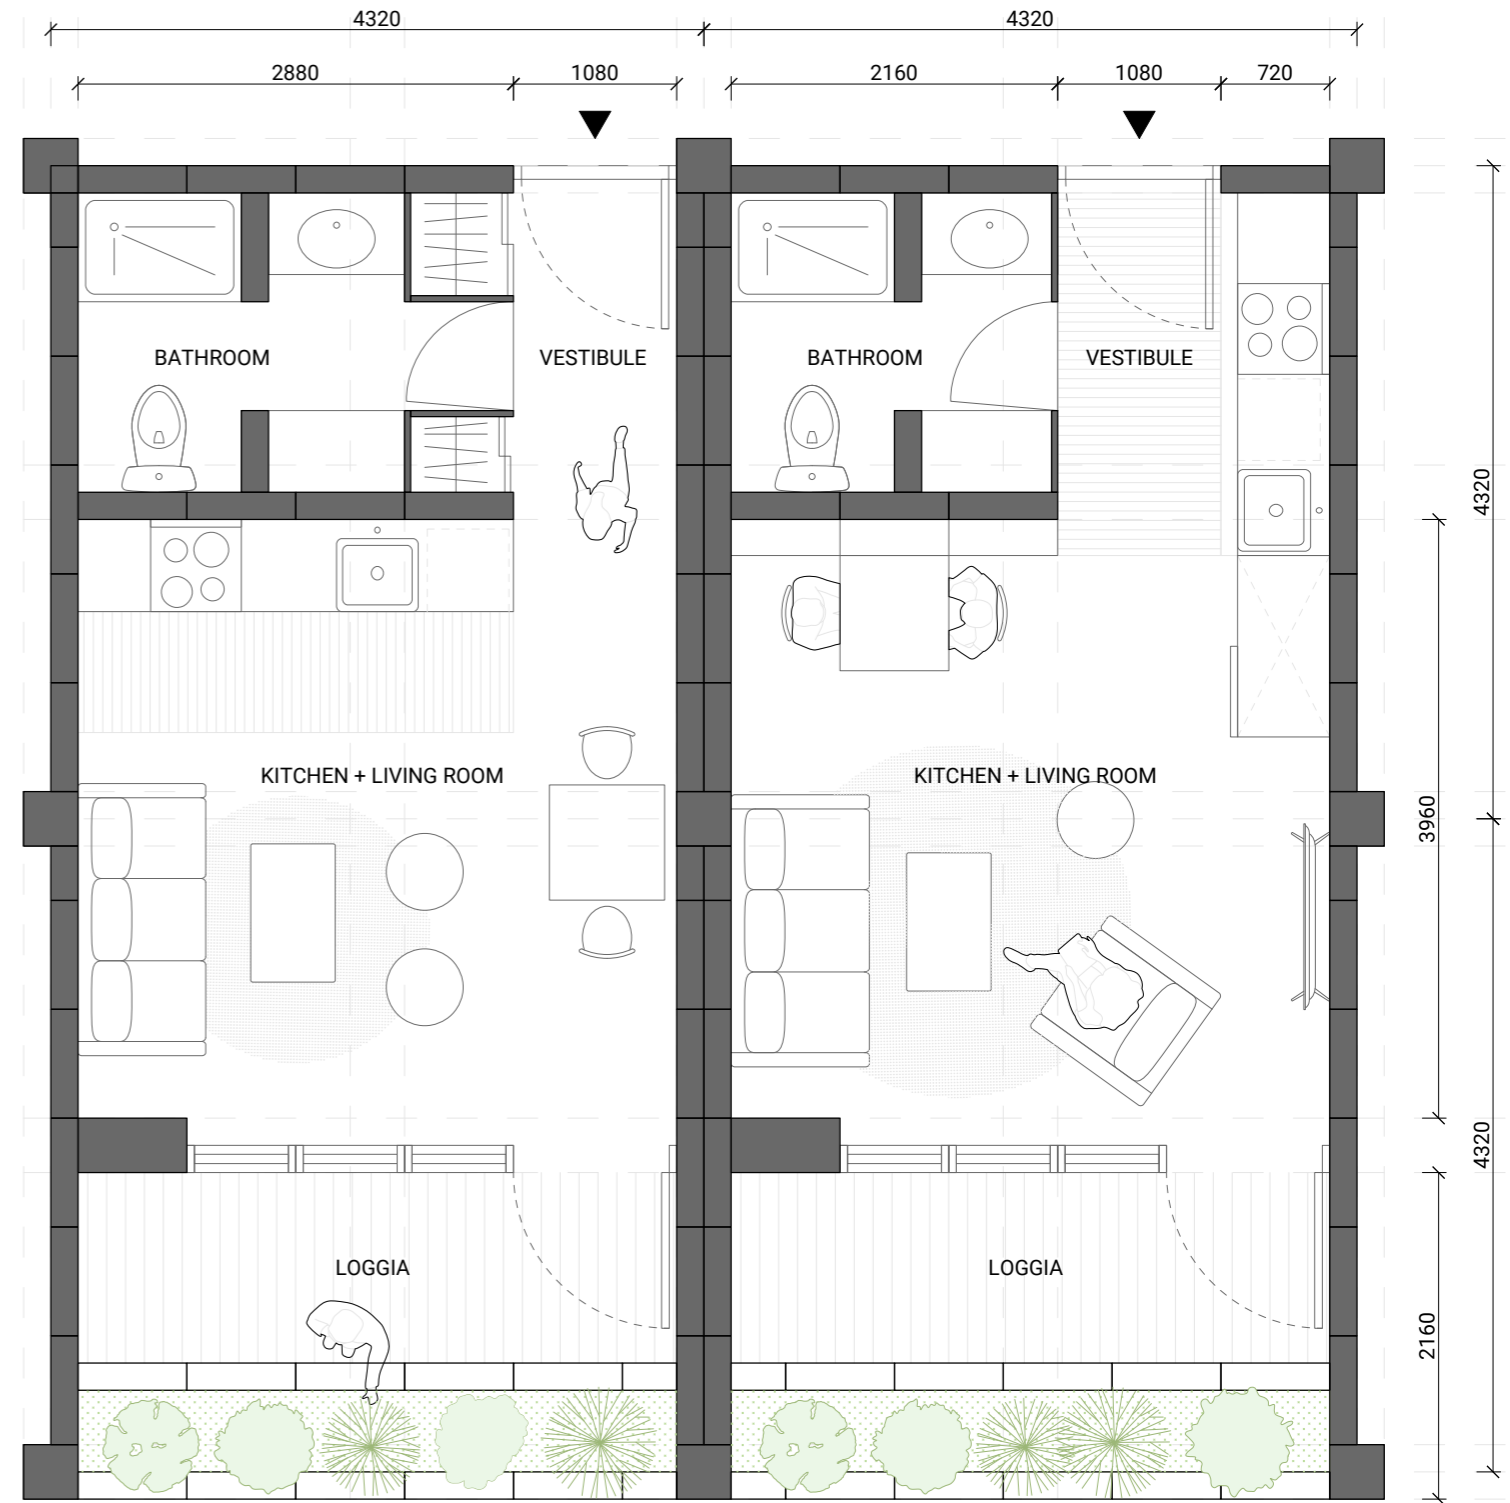 4320 4320
2880 1080 2160 1080 720
BATHROOM VESTIBULE BATHROOM VESTIBULE
4320
KITCHEN + LIVING ROOM KITCHEN + LIVING ROOM
3960
4320
LOGGIA LOGGIA
2160